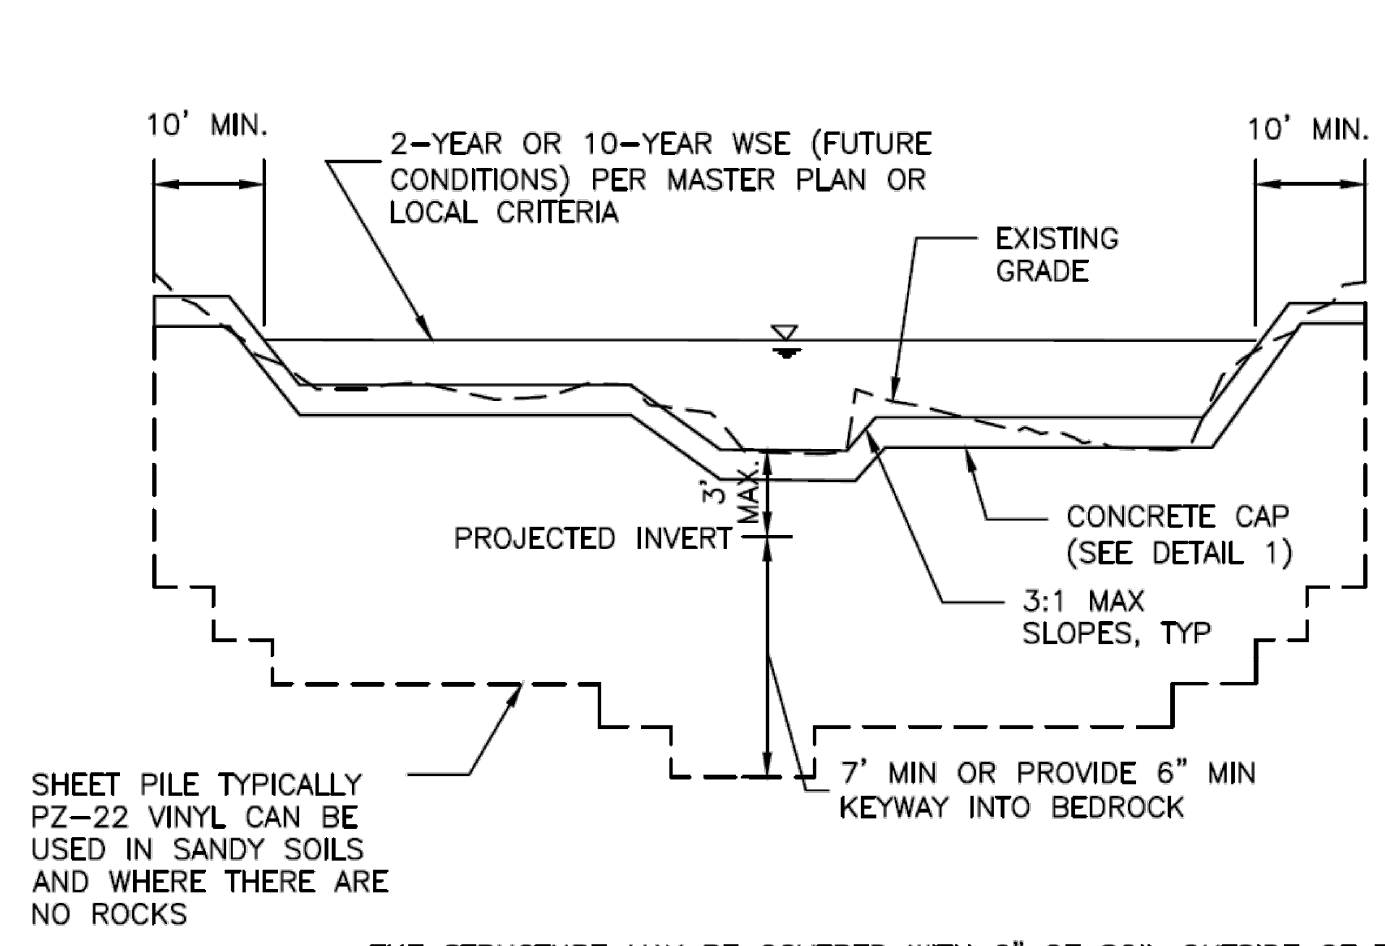 10' MIN.
10' MIN.
2-YEAR OR 10-YEAR WSE (FUTURE
CONDITIONS) PER MASTER PLAN OR
LOCAL CRITERIA
EXISTING
GRADE
3'
MAX.
PROJECTED INVERT
CONCRETE CAP
(SEE DETAIL 1)
3:1 MAX
SLOPES, TYP
7' MIN OR PROVIDE 6" MIN
KEYWAY INTO BEDROCK
SHEET PILE TYPICALLY
PZ-22 VINYL CAN BE
USED IN SANDY SOILS
AND WHERE THERE ARE
NO ROCKS